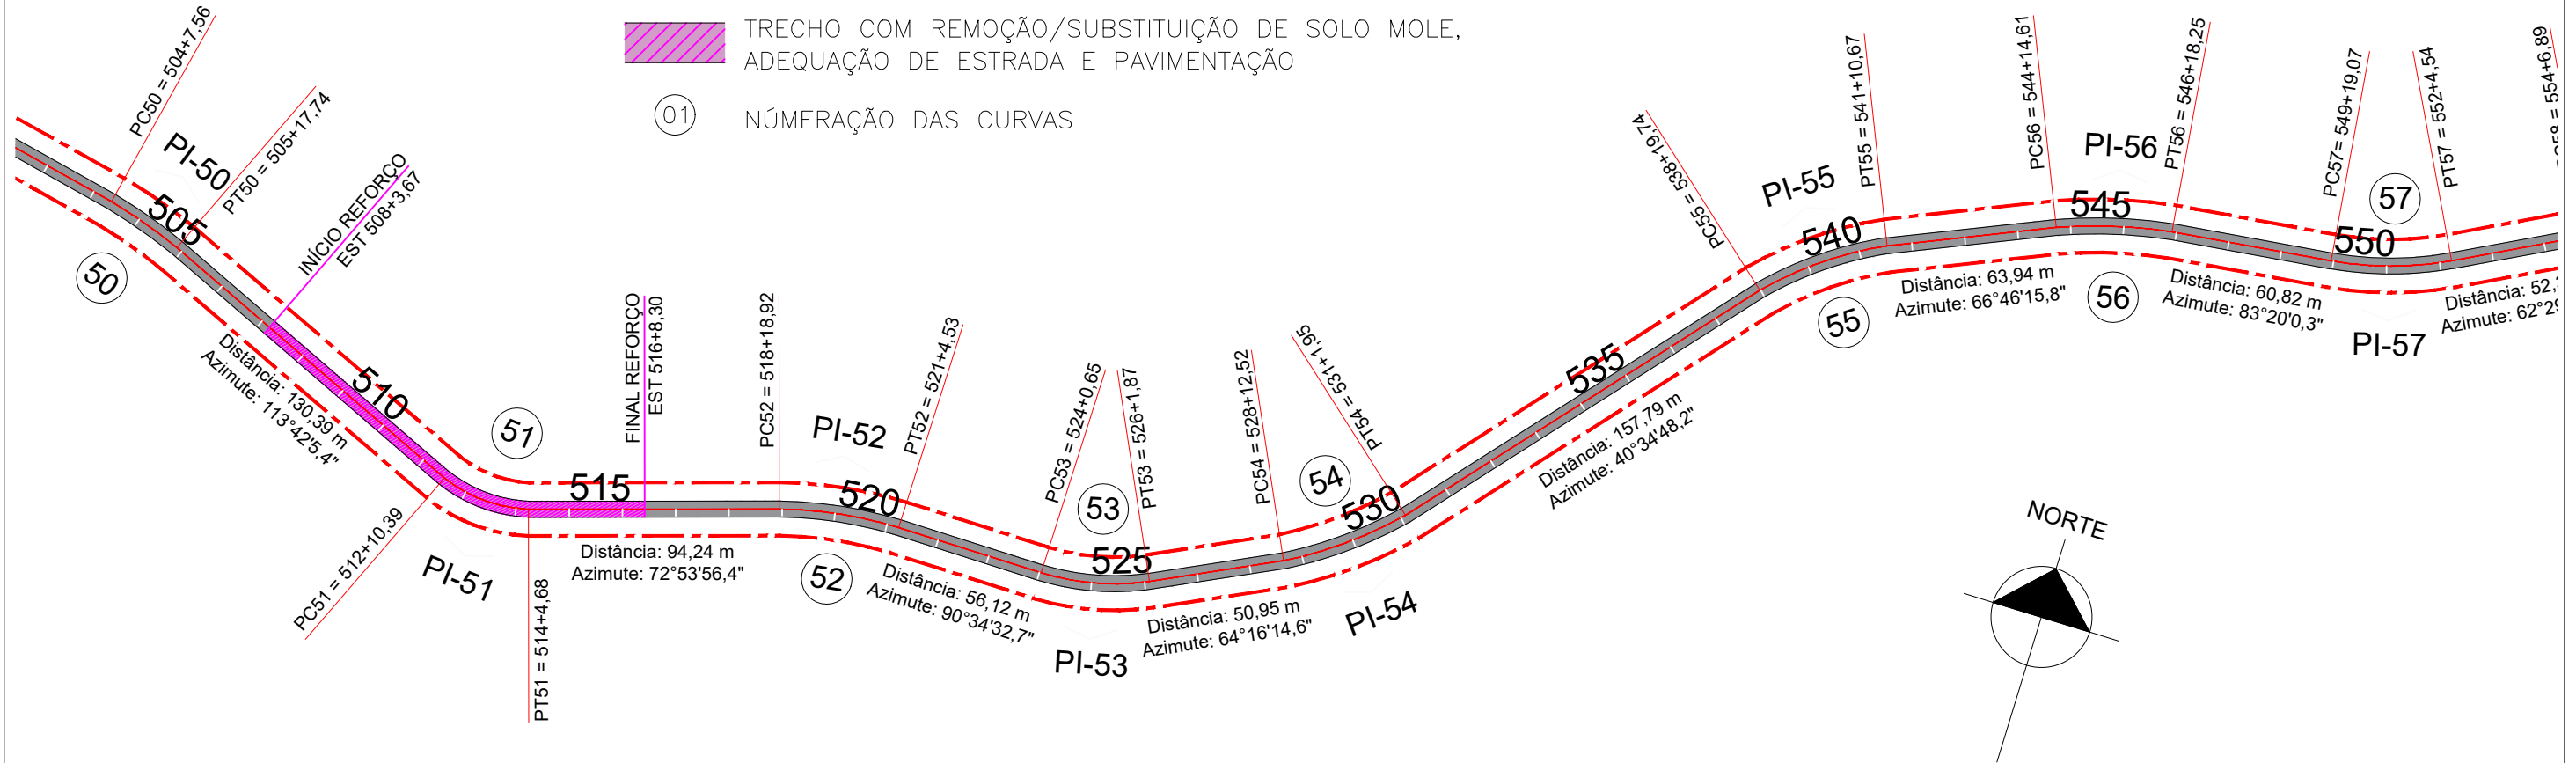 TRECHO COM REMOÇÃO/SUBSTITUIÇÃO DE SOLO MOLE,
ADEQUAÇÃO DE ESTRADA E PAVIMENTAÇÃO
01
NÚMERAÇÃO DAS CURVAS
PC50 = 504+7,56
PI-50
PT50 = 505+17,74
505
50
INÍCIO REFORÇO
EST 508+3,67
Distância: 130,39 m
Azimute: 113°42'5,4"
510
PC51 = 512+10,39
51
PI-51
PT51 = 514+4,68
515
FINAL REFORÇO
EST 516+8,30
Distância: 94,24 m
Azimute: 72°53'56,4"
PC52 = 518+18,92
PI-52
520
52
PT52 = 521+4,53
Distância: 56,12 m
Azimute: 90°34'32,7"
PC53 = 524+0,65
53
525
PI-53
PT53 = 526+1,87
Distância: 50,95 m
Azimute: 64°16'14,6"
PC54 = 528+12,52
54
530
PI-54
PT54 = 531+1,95
535
Distância: 157,79 m
Azimute: 40°34'48,2"
PC55 = 538+19,74
PI-55
540
55
PT55 = 541+10,67
Distância: 63,94 m
Azimute: 66°46'15,8"
PC56 = 544+14,61
PI-56
545
56
PT56 = 546+18,25
Distância: 60,82 m
Azimute: 83°20'0,3"
PC57= 549+19,07
57
550
PI-57
PT57 = 552+4,54
Distância: 52,
Azimute: 62°29
= 554+6,89
NORTE